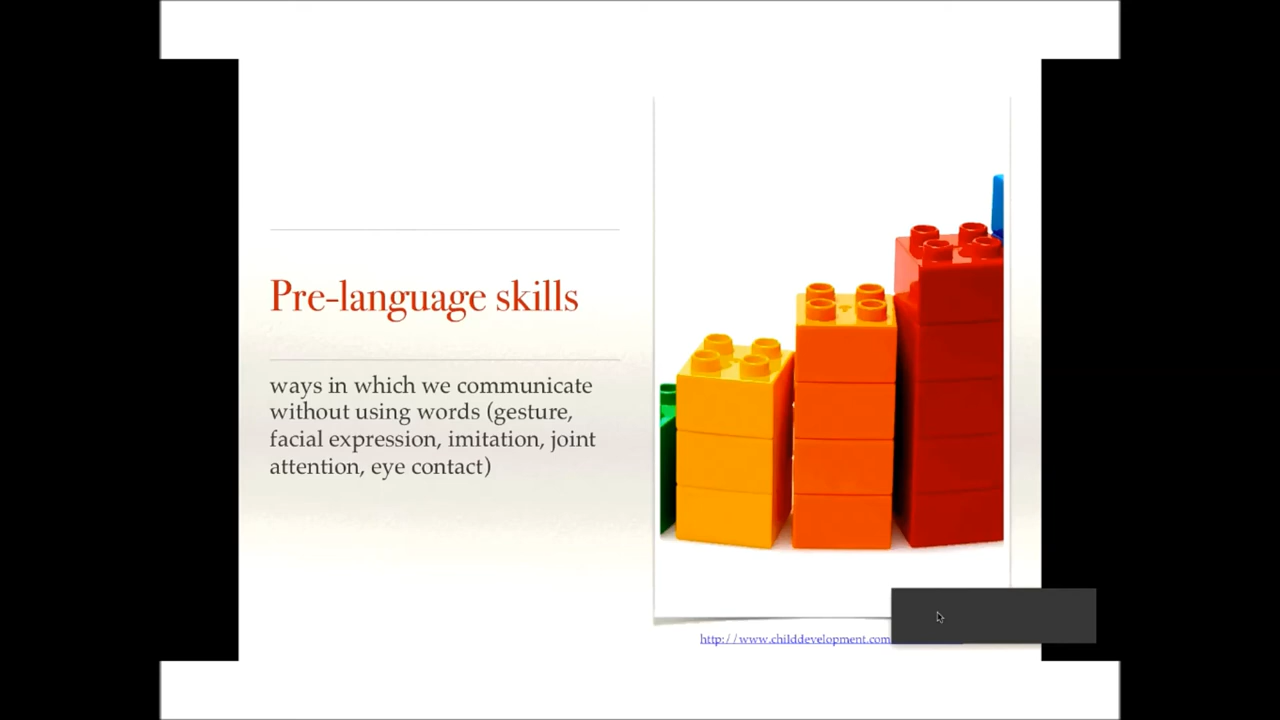 Pre-language skills
ways in which we communicate
without using words (gesture,
facial expression, imitation, joint
attention, eye contact)
http://www.childdevelopment.com